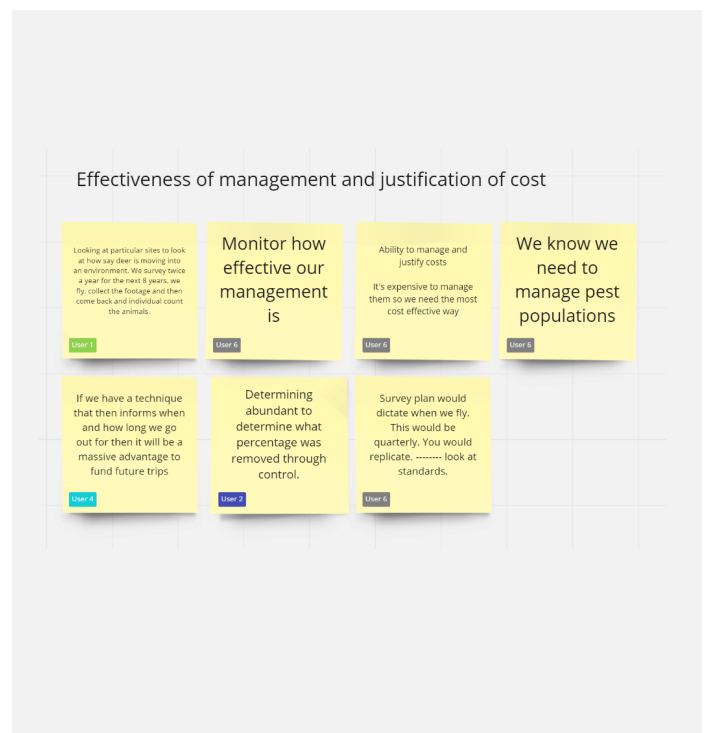 Effectiveness of management and justification of cost
Looking at particular sites to look
at how say deer is moving into
an environment. We survey twice
a year for the next 8 years, we
fly, collect the footage and then
come back and individual count
the animals.
User 1
Monitor how
effective our
management
is
User 6
Ability to manage and
justify costs
It's expensive to manage
them so we need the most
cost effective way
User 6
We know we
need to
manage pest
populations
User 6
If we have a technique
that then informs when
and how long we go
out for then it will be a
massive advantage to
fund future trips
User 4
Determining
abundant to
determine what
percentage was
removed through
control.
User 2
Survey plan would
dictate when we fly.
This would be
quarterly. You would
replicate. -------- look at
standards.
User 6